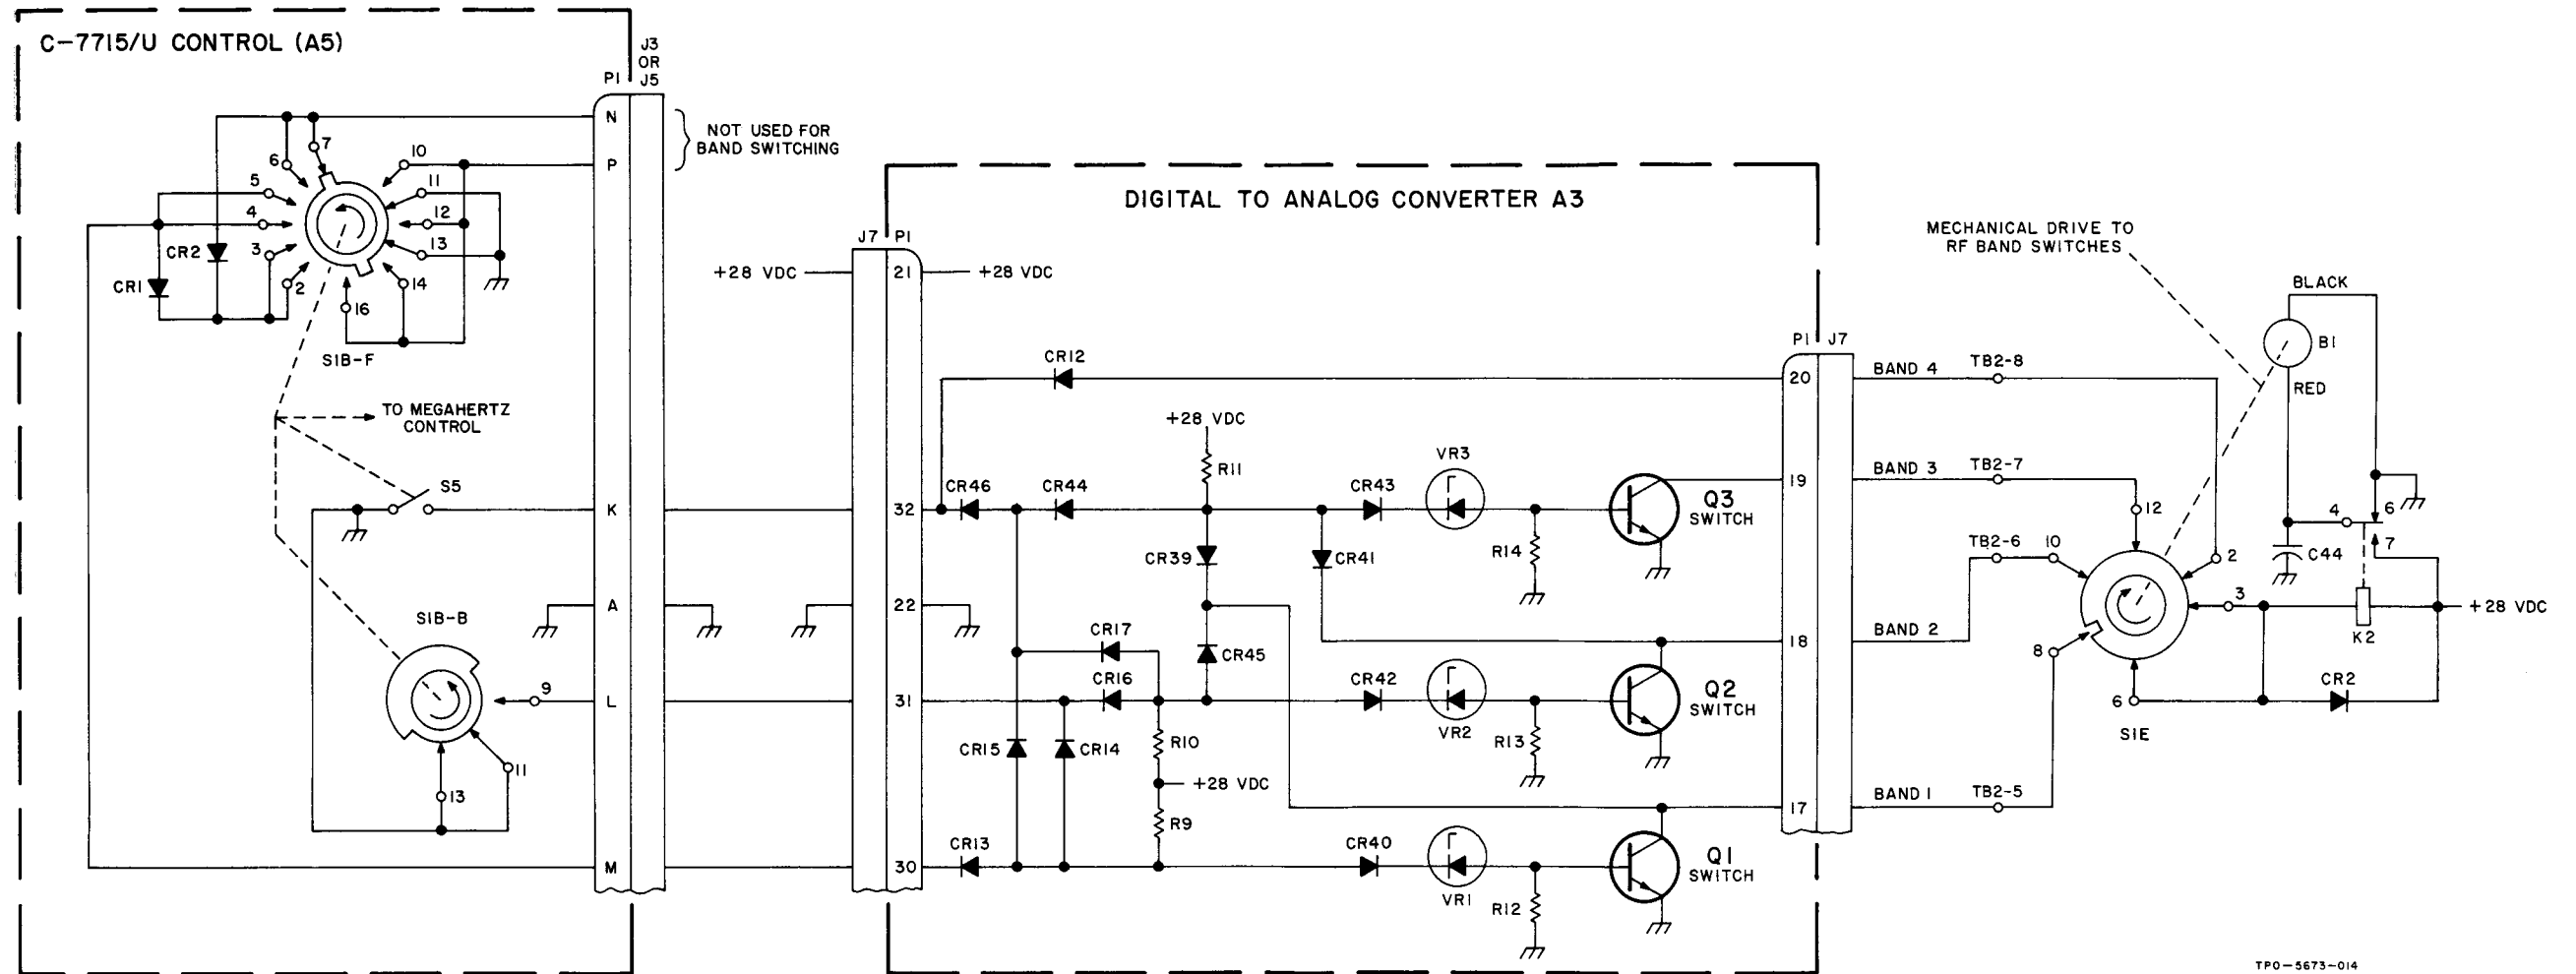 C-7715/U CONTROL (A5)
J3
OR
J5
P1
N
P
NOT USED FOR
BAND SWITCHING
7
6
5
4
3
2
10
11
12
13
14
16
CR1
CR2
S1B-F
TO MEGAHERTZ
CONTROL
S5
K
A
S1B-B
9
L
11
13
M
DIGITAL TO ANALOG CONVERTER A3
J7 P1
+28 VDC
21
+28 VDC
CR12
+28 VDC
R11
32
CR46
CR44
CR43
VR3
Q3
SWITCH
R14
CR39
CR41
22
CR17
CR45
CR16
31
CR42
VR2
Q2
SWITCH
R13
CR15
CR14
R10
+28 VDC
R9
CR13
30
CR40
VR1
Q1
SWITCH
R12
P1 J7
20
BAND 4
TB2-8
19
BAND 3
TB2-7
18
BAND 2
TB2-6
17
BAND 1
TB2-5
MECHANICAL DRIVE TO
RF BAND SWITCHES
BLACK
B1
RED
4
6
7
C44
12
10
2
3
8
6
S1E
K2
+28 VDC
CR2
TPO-5673-014